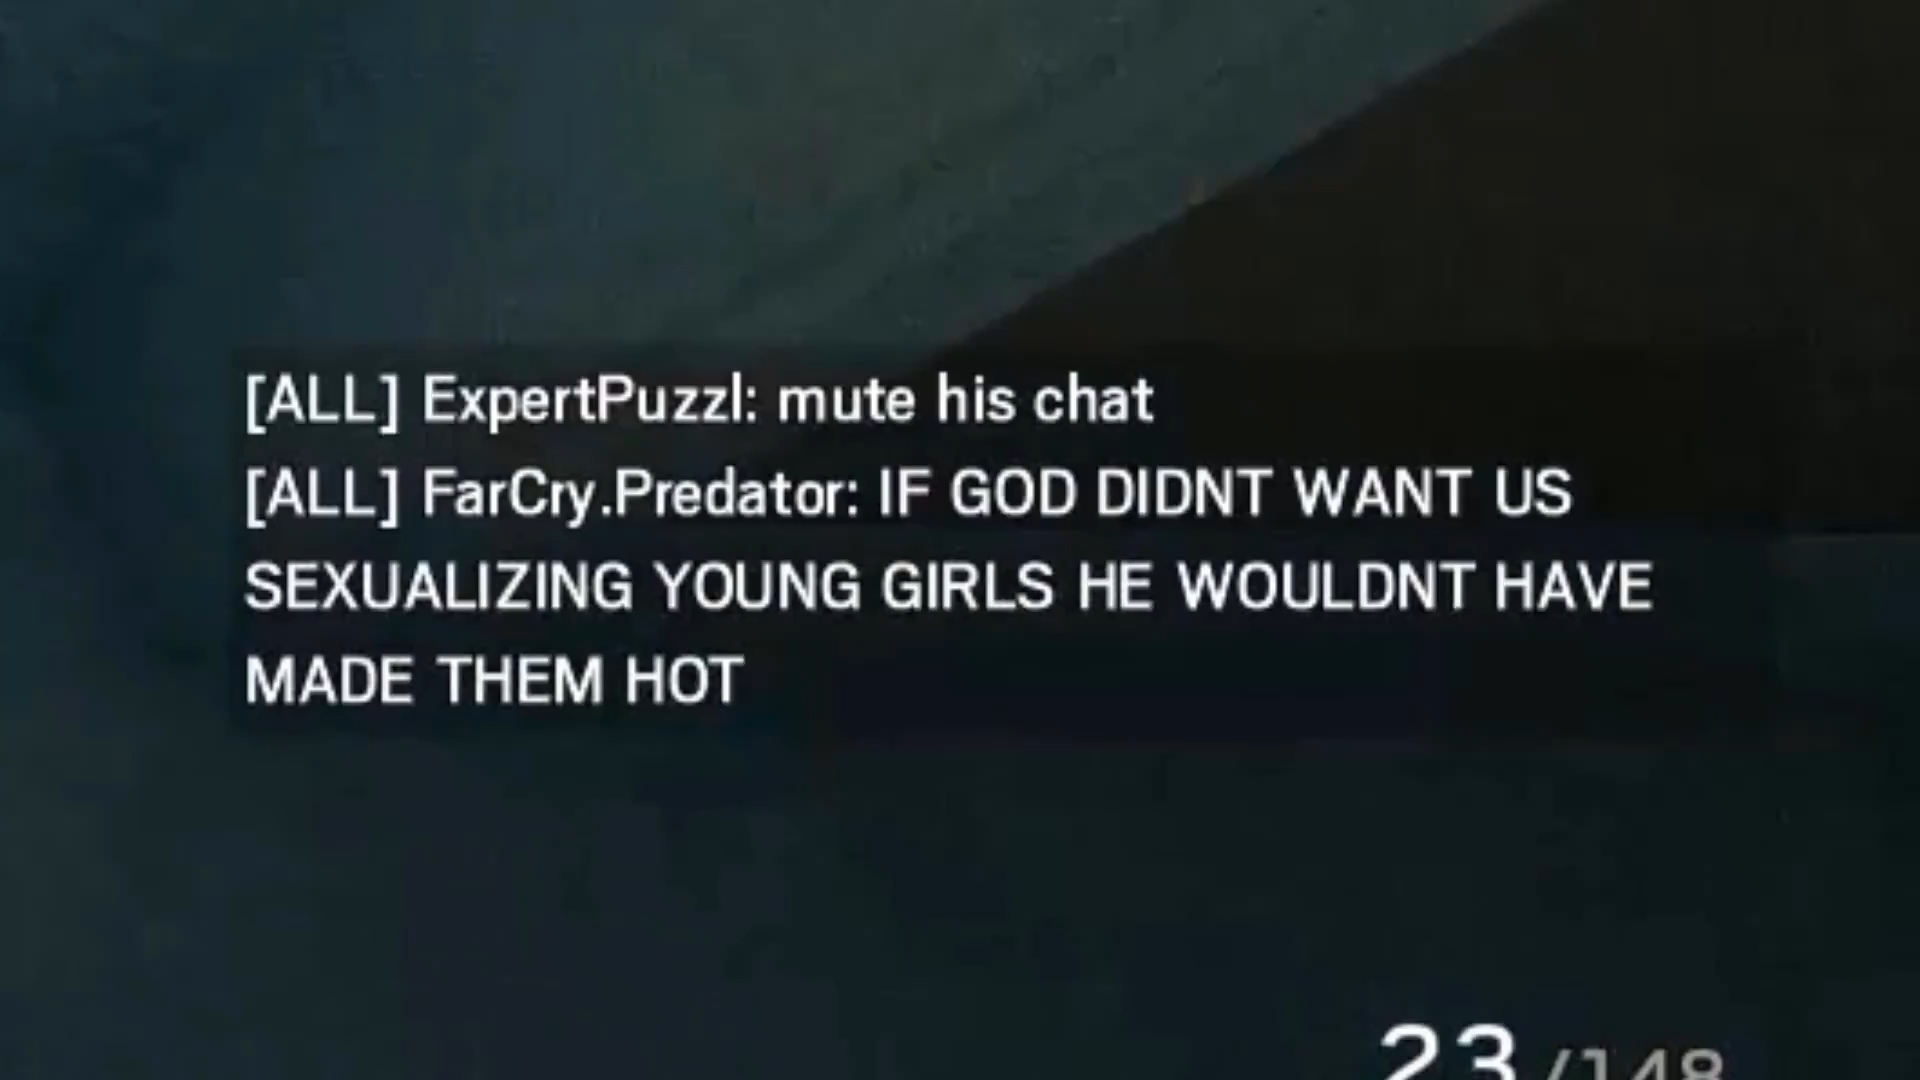 [ALL] ExpertPuzzl: mute his chat
[ALL] FarCry.Predator: IF GOD DIDNT WANT US
SEXUALIZING YOUNG GIRLS HE WOULDNT HAVE
MADE THEM HOT
23/148